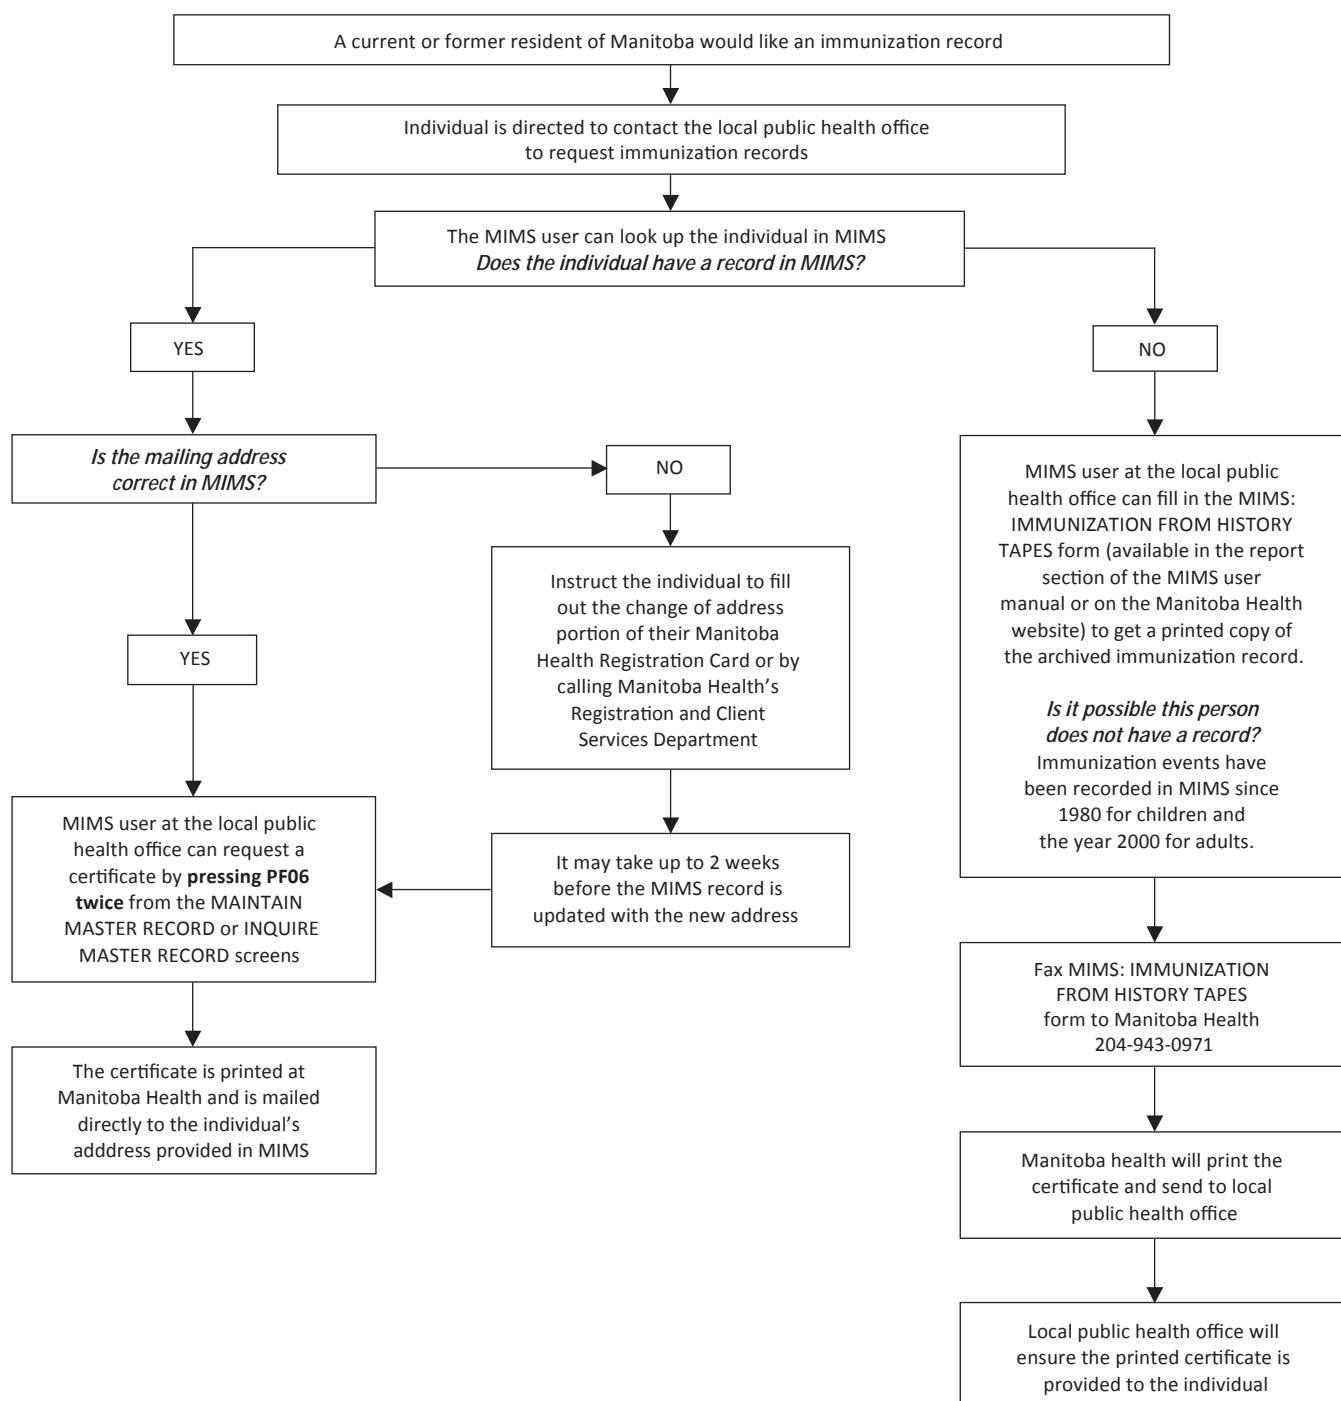 A current or former resident of Manitoba would like an immunization record
Individual is directed to contact the local public health office
to request immunization records
The MIMS user can look up the individual in MIMS
Does the individual have a record in MIMS?
YES
NO
Is the mailing address
correct in MIMS?
NO
YES
Instruct the individual to fill
out the change of address
portion of their Manitoba
Health Registration Card or by
calling Manitoba Health’s
Registration and Client
Services Department
It may take up to 2 weeks
before the MIMS record is
updated with the new address
MIMS user at the local public
health office can request a
certificate by pressing PF06
twice from the MAINTAIN
MASTER RECORD or INQUIRE
MASTER RECORD screens
The certificate is printed at
Manitoba Health and is mailed
directly to the individual’s
adddress provided in MIMS
MIMS user at the local public
health office can fill in the MIMS:
IMMUNIZATION FROM HISTORY
TAPES form (available in the report
section of the MIMS user
manual or on the Manitoba Health
website) to get a printed copy of
the archived immunization record.
Is it possible this person
does not have a record?
Immunization events have
been recorded in MIMS since
1980 for children and
the year 2000 for adults.
Fax MIMS: IMMUNIZATION
FROM HISTORY TAPES
form to Manitoba Health
204-943-0971
Manitoba health will print the
certificate and send to local
public health office
Local public health office will
ensure the printed certificate is
provided to the individual